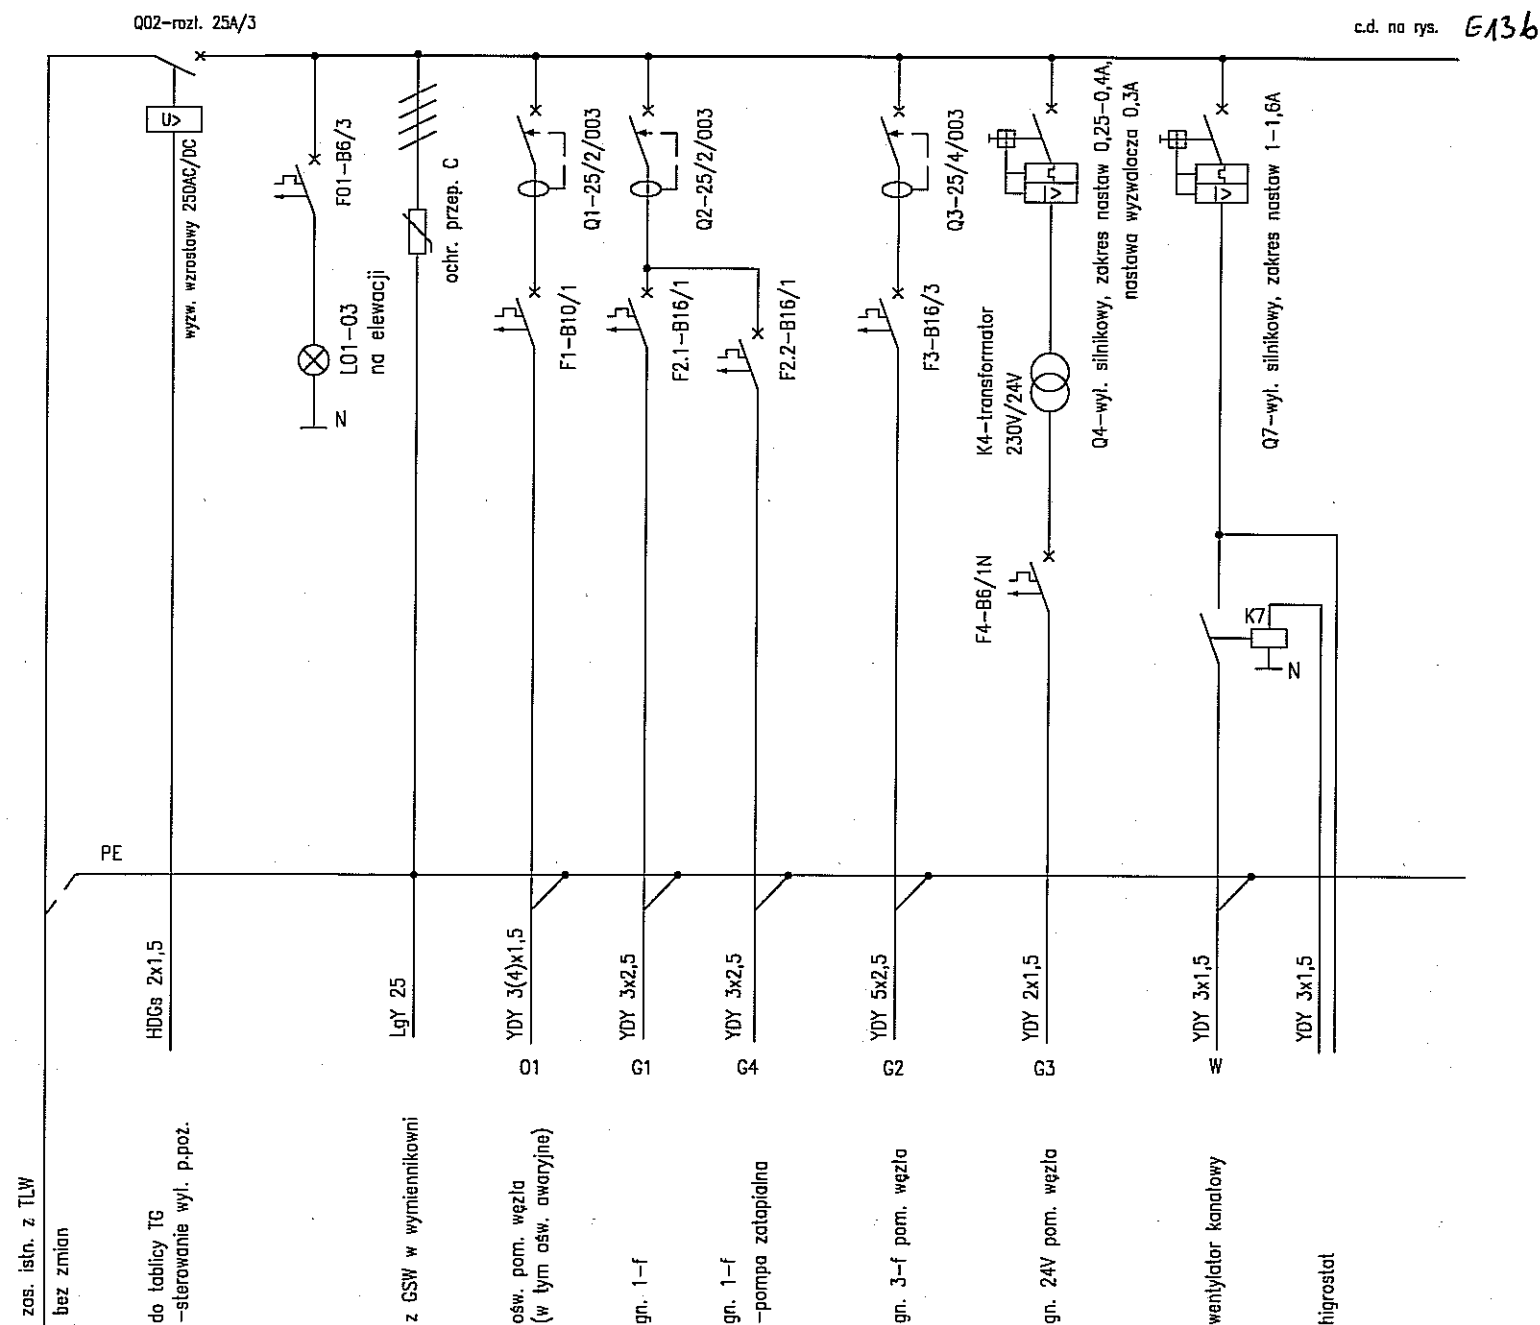 Q02-rozł. 25A/3
c.d. na rys. E13b
U>
wyzw. wzrostowy 250AC/DC
F01-B6/3
L01-03
na elewacji
N
ochr. przep. C
Q1-25/2/003
F1-B10/1
Q2-25/2/003
F2.1-B16/1
F2.2-B16/1
Q3-25/4/003
F3-B16/3
I>
Q4-wył. silnikowy, zakres nastaw 0,25-0,4A,
nastawa wyzwalacza 0,3A
K4-transformator
230V/24V
F4-B6/1N
I>
Q7-wył. silnikowy, zakres nastaw 1-1,6A
K7
N
PE
HDGs 2x1,5
LgY 25
YDY 3(4)x1,5
YDY 3x2,5
YDY 3x2,5
YDY 5x2,5
YDY 2x1,5
YDY 3x1,5
YDY 3x1,5
O1
G1
G4
G2
G3
W
zas. istn. z TLW
bez zmian
do tablicy TG
-sterowanie wył. p.poż.
z GSW w wymiennikowni
ośw. pom. węzła
(w tym ośw. awaryjne)
gn. 1-f
gn. 1-f
-pompa zatapialna
gn. 3-f pom. węzła
gn. 24V pom. węzła
wentylator kanałowy
higrostat